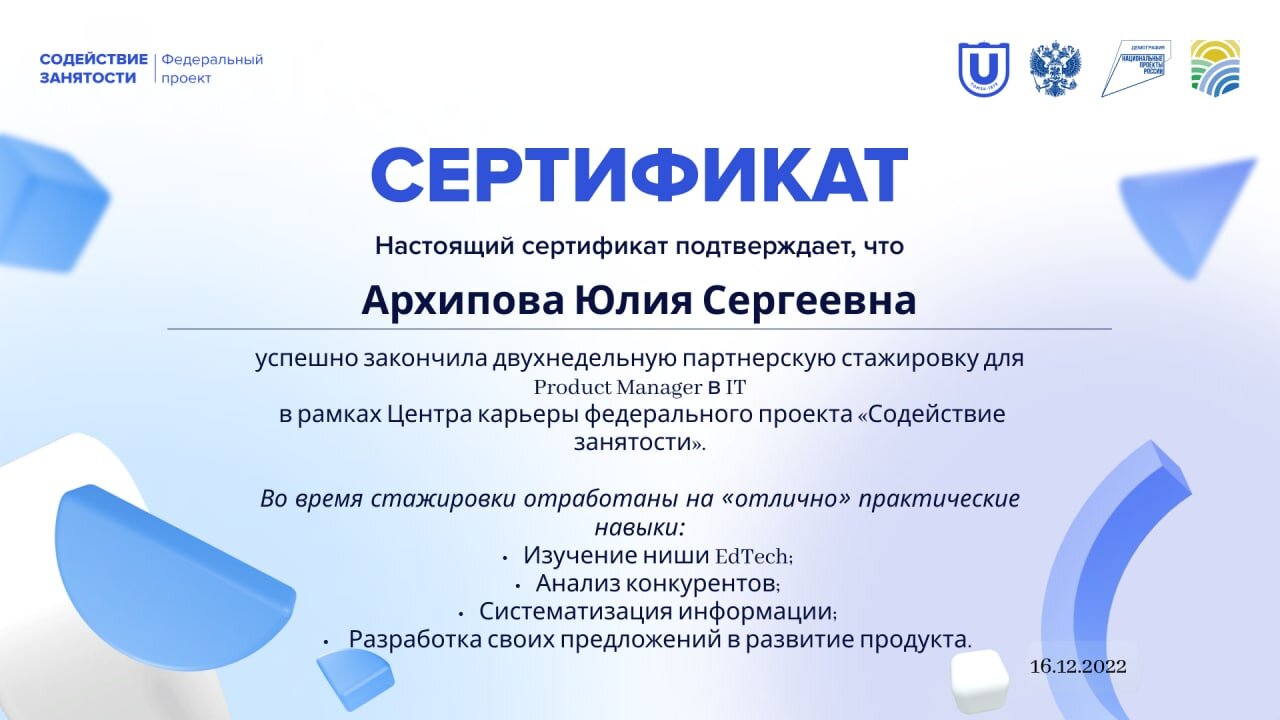 СОДЕЙСТВИЕ
ЗАНЯТОСТИ
Федеральный
проект
U
ТОМСК·1878
ДЕМОГРАФИЯ
НАЦИОНАЛЬНЫЕ
ПРОЕКТЫ
РОССИИ
СЕРТИФИКАТ
Настоящий сертификат подтверждает, что
Архипова Юлия Сергеевна
успешно закончила двухнедельную партнерскую стажировку для
Product Manager в IT
в рамках Центра карьеры федерального проекта «Содействие
занятости».
Во время стажировки отработаны на «отлично» практические
навыки:
• Изучение ниши EdTech;
• Анализ конкурентов;
• Систематизация информации;
• Разработка своих предложений в развитие продукта.
16.12.2022